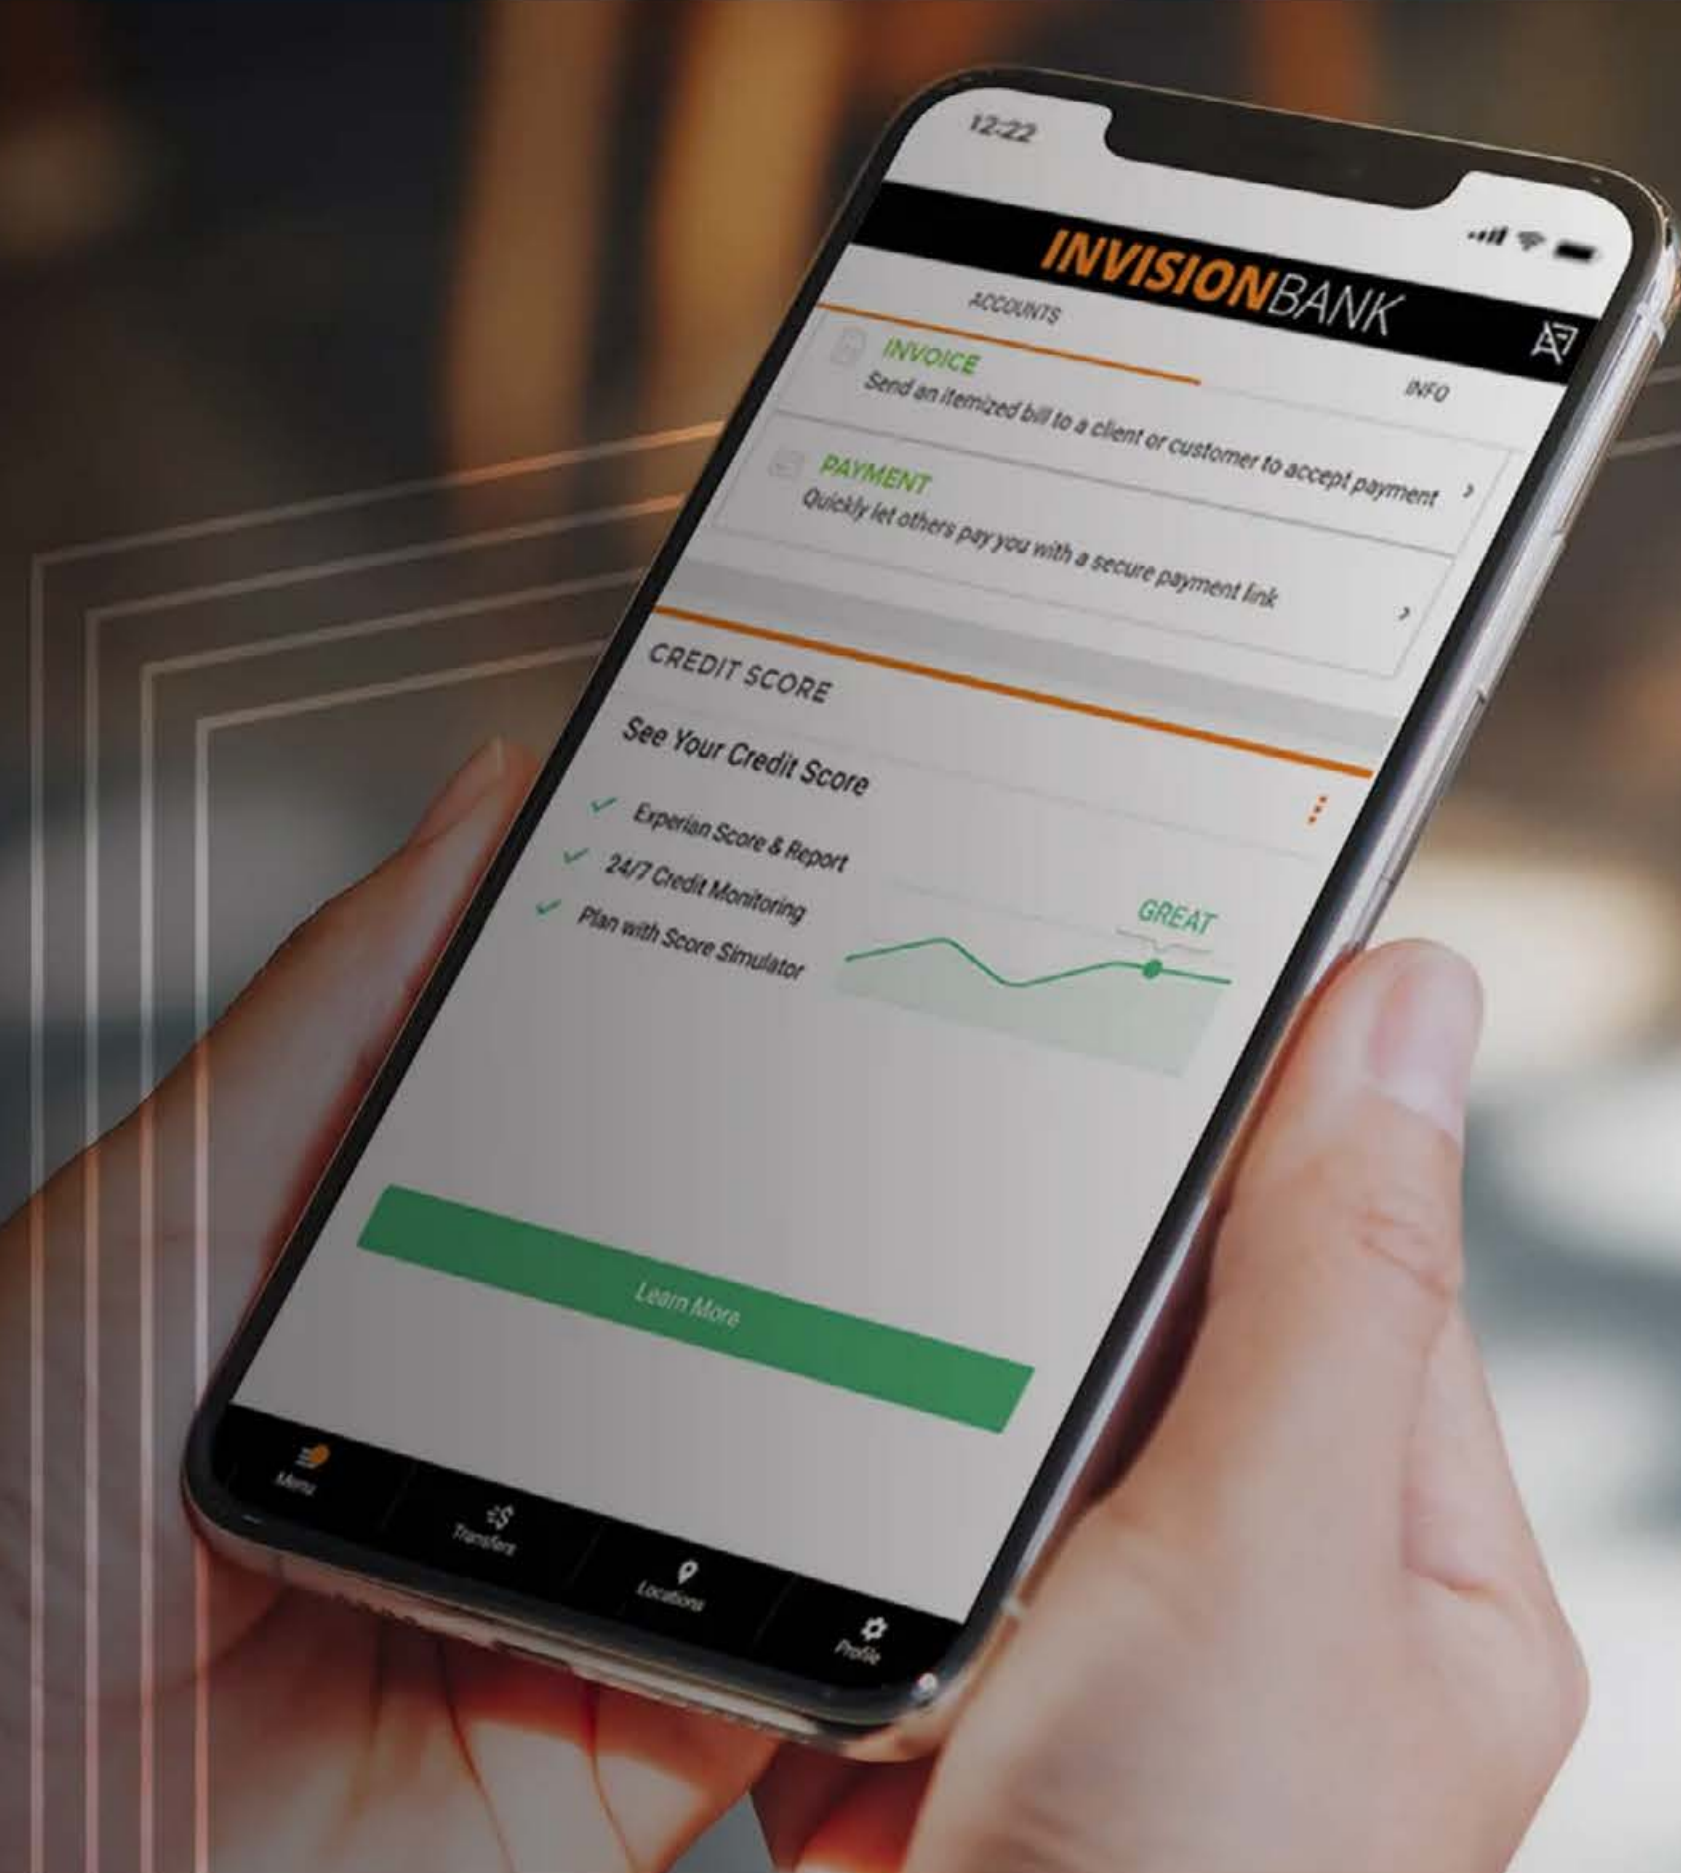 12:22
INVISIONBANK
ACCOUNTS
INFO
INVOICE
Send an itemized bill to a client or customer to accept payment
PAYMENT
Quickly let others pay you with a secure payment link
CREDIT SCORE
See Your Credit Score
Experian Score & Report
24/7 Credit Monitoring
Plan with Score Simulator
GREAT
Learn More
Menu
Transfers
Locations
Profile